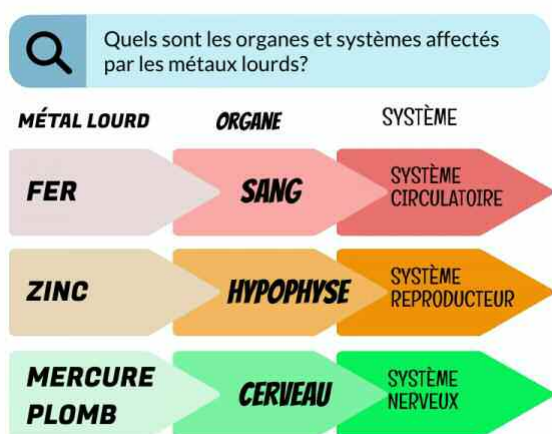 Quels sont les organes et systèmes affectés
par les métaux lourds?
MÉTAL LOURD ORGANE SYSTÈME
FER SANG SYSTÈME
CIRCULATOIRE
ZINC HYPOPHYSE SYSTÈME
REPRODUCTEUR
MERCURE
PLOMB CERVEAU SYSTÈME
NERVEUX